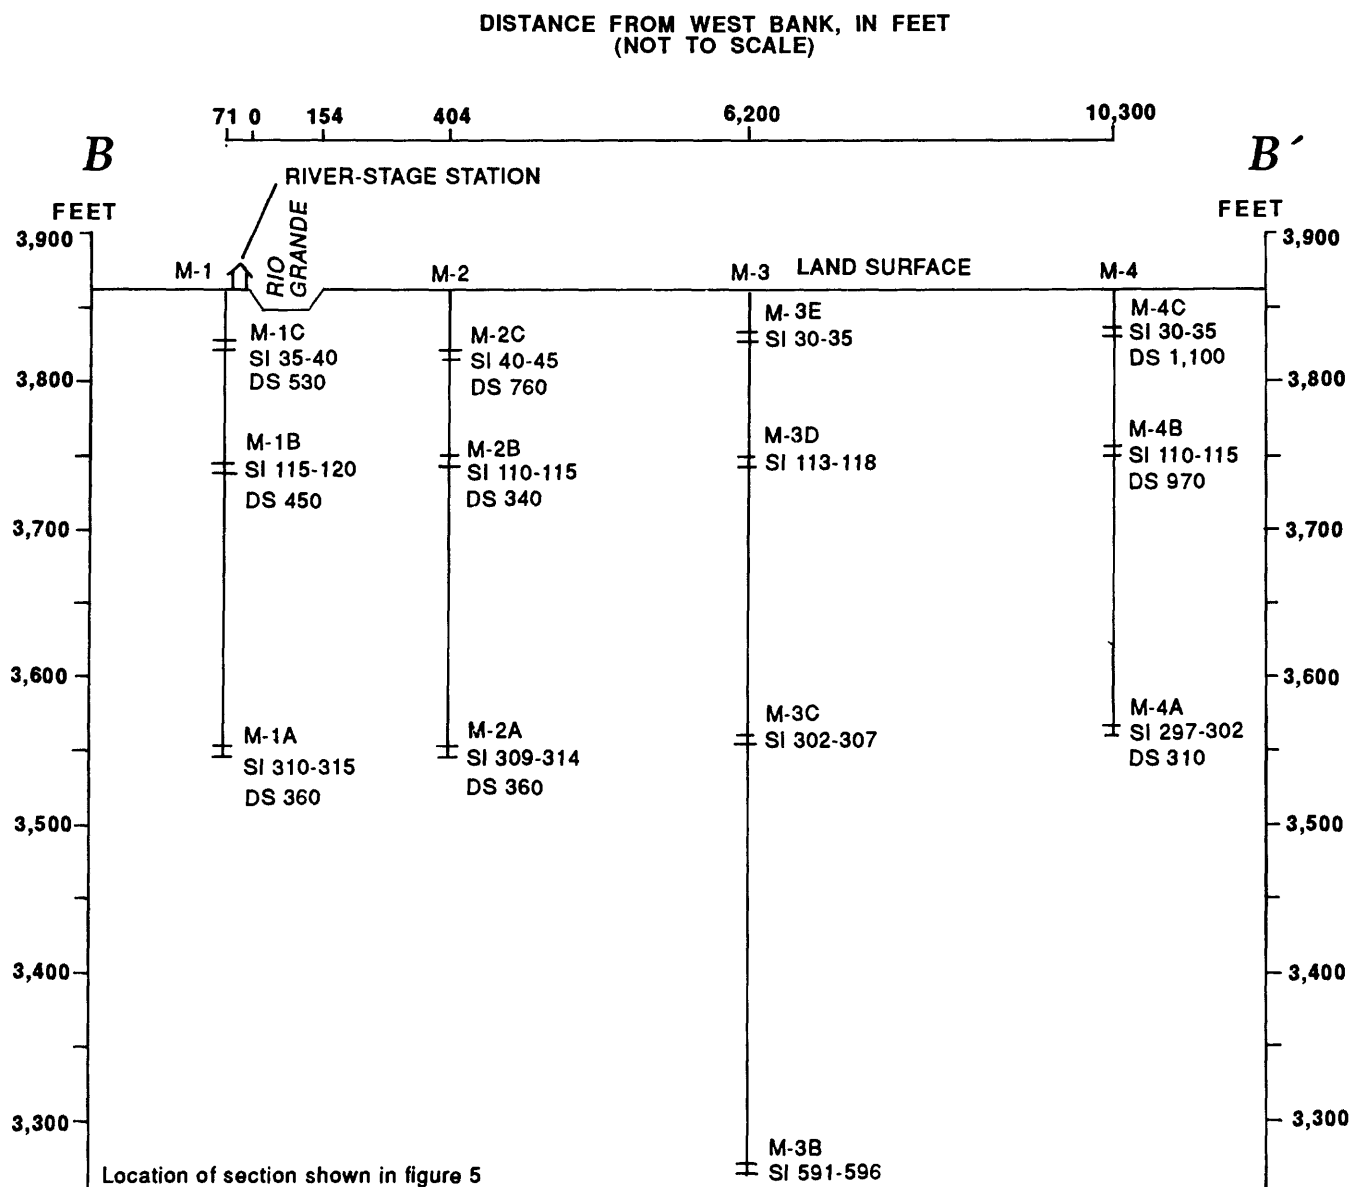 DISTANCE FROM WEST BANK, IN FEET
(NOT TO SCALE)
71 0 154 404 6,200 10,300
B B´
RIVER-STAGE STATION
FEET FEET
3,900 3,900
RIO
GRANDE
M-1 M-2 M-3 LAND SURFACE M-4
M-1C
SI 35-40
DS 530
M-2C
SI 40-45
DS 760
M-3E
SI 30-35
M-4C
SI 30-35
DS 1,100
3,800 3,800
M-1B
SI 115-120
DS 450
M-2B
SI 110-115
DS 340
M-3D
SI 113-118
M-4B
SI 110-115
DS 970
3,700 3,700
3,600 3,600
M-1A
SI 310-315
DS 360
M-2A
SI 309-314
DS 360
M-3C
SI 302-307
M-4A
SI 297-302
DS 310
3,500 3,500
3,400 3,400
3,300 3,300
M-3B
SI 591-596
Location of section shown in figure 5